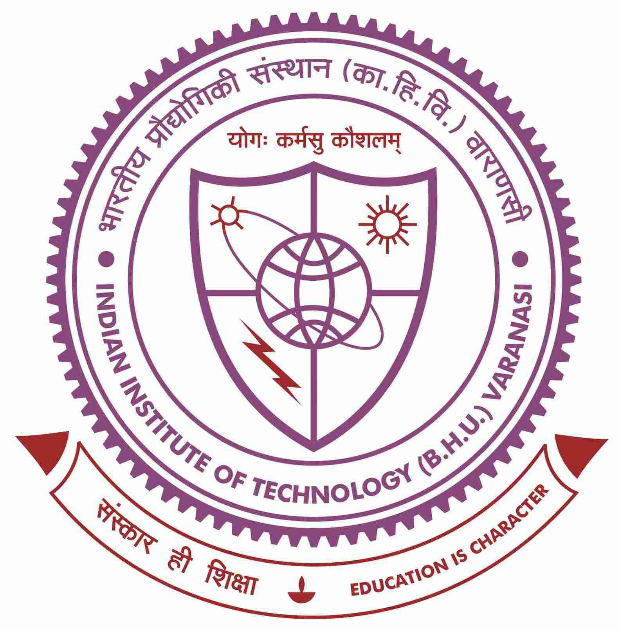 भारतीय प्रौद्योगिकी संस्थान (का.हि.वि.) वाराणसी
योगः कर्मसु कौशलम्
INDIAN INSTITUTE OF TECHNOLOGY (B.H.U.) VARANASI
संस्कार ही शिक्षा
EDUCATION IS CHARACTER